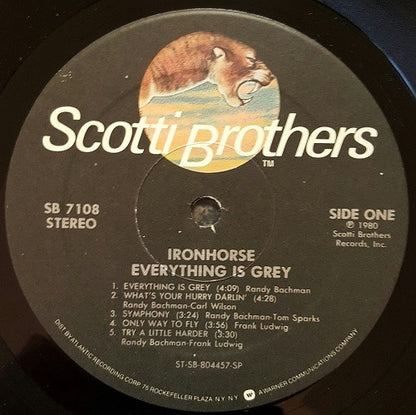 Scotti Brothers
TM
SB 7108
STEREO
SIDE ONE
℗ 1980
Scotti Brothers
Records, Inc.
IRONHORSE
EVERYTHING IS GREY
1. EVERYTHING IS GREY (4:09) Randy Bachman
2. WHAT'S YOUR HURRY DARLIN' (4:28)
Randy Bachman-Carl Wilson
3. SYMPHONY (3:24) Randy Bachman-Tom Sparks
4. ONLY WAY TO FLY (3:56) Frank Ludwig
5. TRY A LITTLE HARDER (3:30)
Randy Bachman-Frank Ludwig
ST-SB-804457-SP
DIST BY ATLANTIC RECORDING CORP 75 ROCKEFELLER PLAZA N.Y. N.Y. A WARNER COMMUNICATIONS COMPANY